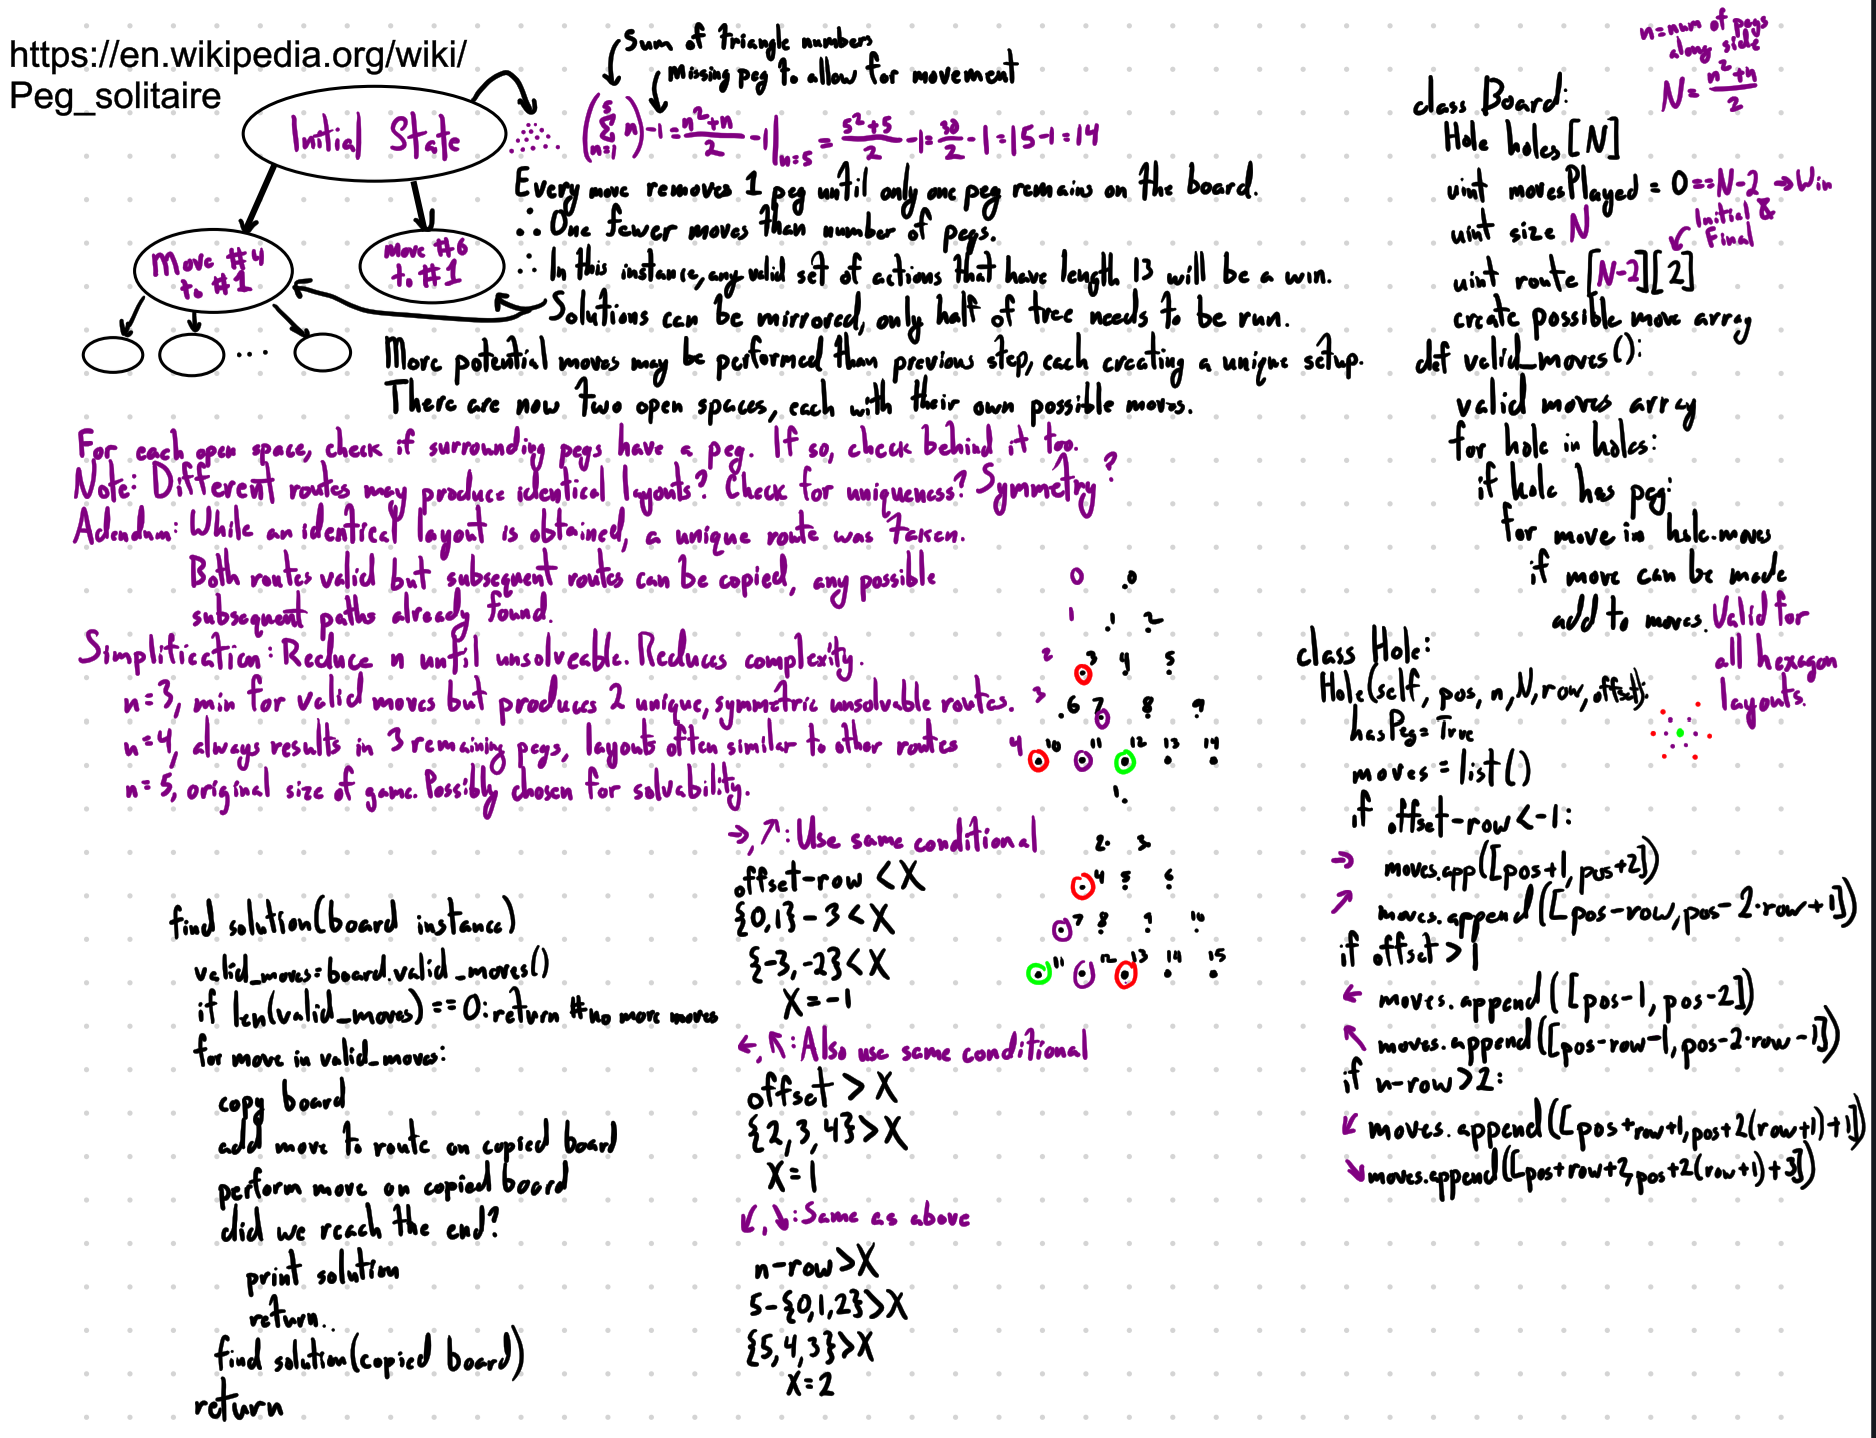 https://en.wikipedia.org/wiki/
Peg_solitaire
Sum of triangle numbers
Missing peg to allow for movement
Initial State
(5 Σ n=1 n) -1 = n²+n/2 -1 |n=5 = 5²+5/2 -1 = 30/2 -1 = 15-1 = 14
Every move removes 1 peg until only one peg remains on the board.
∴ One fewer moves than number of pegs.
∴ In this instance, any valid set of actions that have length 13 will be a win.
Move #4
to #1
Move #6
to #1
Solutions can be mirrored, only half of tree needs to be run.
...
More potential moves may be performed than previous step, each creating a unique setup.
There are now two open spaces, each with their own possible moves.
For each open space, check if surrounding pegs have a peg. If so, check behind it too.
Note: Different routes may produce identical layouts? Check for uniqueness? Symmetry?
Adendum: While an identical layout is obtained, a unique route was taken.
Both routes valid but subsequent routes can be copied, any possible
subsequent paths already found.
Simplification: Reduce n until unsolveable. Reduces complexity.
n=3, min for valid moves but produces 2 unique, symmetric unsolvable routes.
n=4, always results in 3 remaining pegs, layouts often similar to other routes
n=5, original size of game. Possibly chosen for solvability.
0 0
1 1 2
2 3 4 5
3 6 7 8 9
4 10 11 12 13 14
1
2 3
4 5 6
7 8 9 10
11 12 13 14 15
find solution(board instance)
valid_moves=board.valid_moves()
if len(valid_moves)==0: return #no more moves
for move in valid_moves:
copy board
add move to route on copied board
perform move on copied board
did we reach the end?
print solution
return..
find solution(copied board)
return
→,↗: Use same conditional
offset-row < X
{0,1}-3 < X
{-3,-2} < X
X=-1
←,↖: Also use same conditional
offset > X
{2,3,4} > X
X=1
↙,↘: Same as above
n-row > X
5-{0,1,2} > X
{5,4,3} > X
X=2
n=num of pegs
along side
N= n²+n/2
class Board:
Hole holes[N]
uint movesPlayed = 0 ==N-2 → Win
uint size N
Initial &
Final
uint route[N-2][2]
create possible move array
def valid_moves():
valid moves array
for hole in holes:
if hole has peg:
for move in hole.moves
if move can be made
add to moves.
Valid for
all hexagon
layouts.
class Hole:
Hole(self, pos, n, N, row, offset):
hasPeg=True
moves=list()
if offset-row<-1:
→ moves.app([pos+1, pos+2])
↗ moves.append([pos-row, pos-2·row+1])
if offset>1
← moves.append([pos-1, pos-2])
↖ moves.append([pos-row-1, pos-2·row-1])
if n-row>2:
↙ moves.append([pos+row+1, pos+2(row+1)+1])
↘ moves.append([pos+row+2, pos+2(row+1)+3])